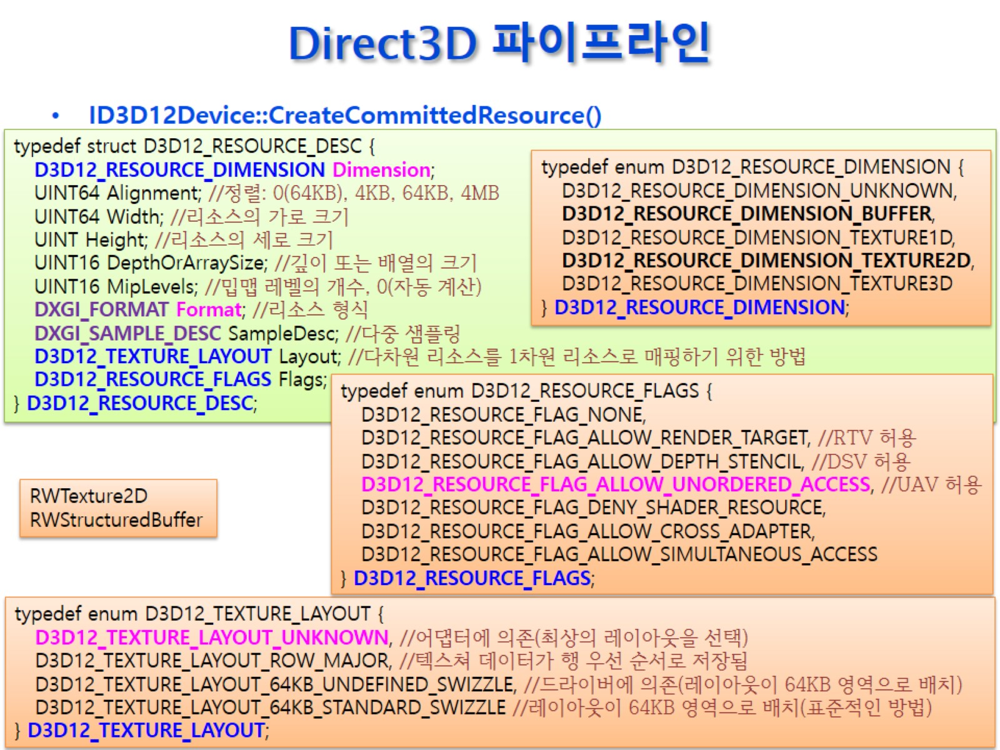 Direct3D 파이프라인
• ID3D12Device::CreateCommittedResource()
typedef struct D3D12_RESOURCE_DESC {
D3D12_RESOURCE_DIMENSION Dimension;
UINT64 Alignment; //정렬: 0(64KB), 4KB, 64KB, 4MB
UINT64 Width; //리소스의 가로 크기
UINT Height; //리소스의 세로 크기
UINT16 DepthOrArraySize; //깊이 또는 배열의 크기
UINT16 MipLevels; //밉맵 레벨의 개수, 0(자동 계산)
DXGI_FORMAT Format; //리소스 형식
DXGI_SAMPLE_DESC SampleDesc; //다중 샘플링
D3D12_TEXTURE_LAYOUT Layout; //다차원 리소스를 1차원 리소스로 매핑하기 위한 방법
D3D12_RESOURCE_FLAGS Flags;
} D3D12_RESOURCE_DESC;
typedef enum D3D12_RESOURCE_DIMENSION {
D3D12_RESOURCE_DIMENSION_UNKNOWN,
D3D12_RESOURCE_DIMENSION_BUFFER,
D3D12_RESOURCE_DIMENSION_TEXTURE1D,
D3D12_RESOURCE_DIMENSION_TEXTURE2D,
D3D12_RESOURCE_DIMENSION_TEXTURE3D
} D3D12_RESOURCE_DIMENSION;
typedef enum D3D12_RESOURCE_FLAGS {
D3D12_RESOURCE_FLAG_NONE,
D3D12_RESOURCE_FLAG_ALLOW_RENDER_TARGET, //RTV 허용
D3D12_RESOURCE_FLAG_ALLOW_DEPTH_STENCIL, //DSV 허용
D3D12_RESOURCE_FLAG_ALLOW_UNORDERED_ACCESS, //UAV 허용
D3D12_RESOURCE_FLAG_DENY_SHADER_RESOURCE,
D3D12_RESOURCE_FLAG_ALLOW_CROSS_ADAPTER,
D3D12_RESOURCE_FLAG_ALLOW_SIMULTANEOUS_ACCESS
} D3D12_RESOURCE_FLAGS;
RWTexture2D
RWStructuredBuffer
typedef enum D3D12_TEXTURE_LAYOUT {
D3D12_TEXTURE_LAYOUT_UNKNOWN, //어댑터에 의존(최상의 레이아웃을 선택)
D3D12_TEXTURE_LAYOUT_ROW_MAJOR, //텍스쳐 데이터가 행 우선 순서로 저장됨
D3D12_TEXTURE_LAYOUT_64KB_UNDEFINED_SWIZZLE, //드라이버에 의존(레이아웃이 64KB 영역으로 배치)
D3D12_TEXTURE_LAYOUT_64KB_STANDARD_SWIZZLE //레이아웃이 64KB 영역으로 배치(표준적인 방법)
} D3D12_TEXTURE_LAYOUT;